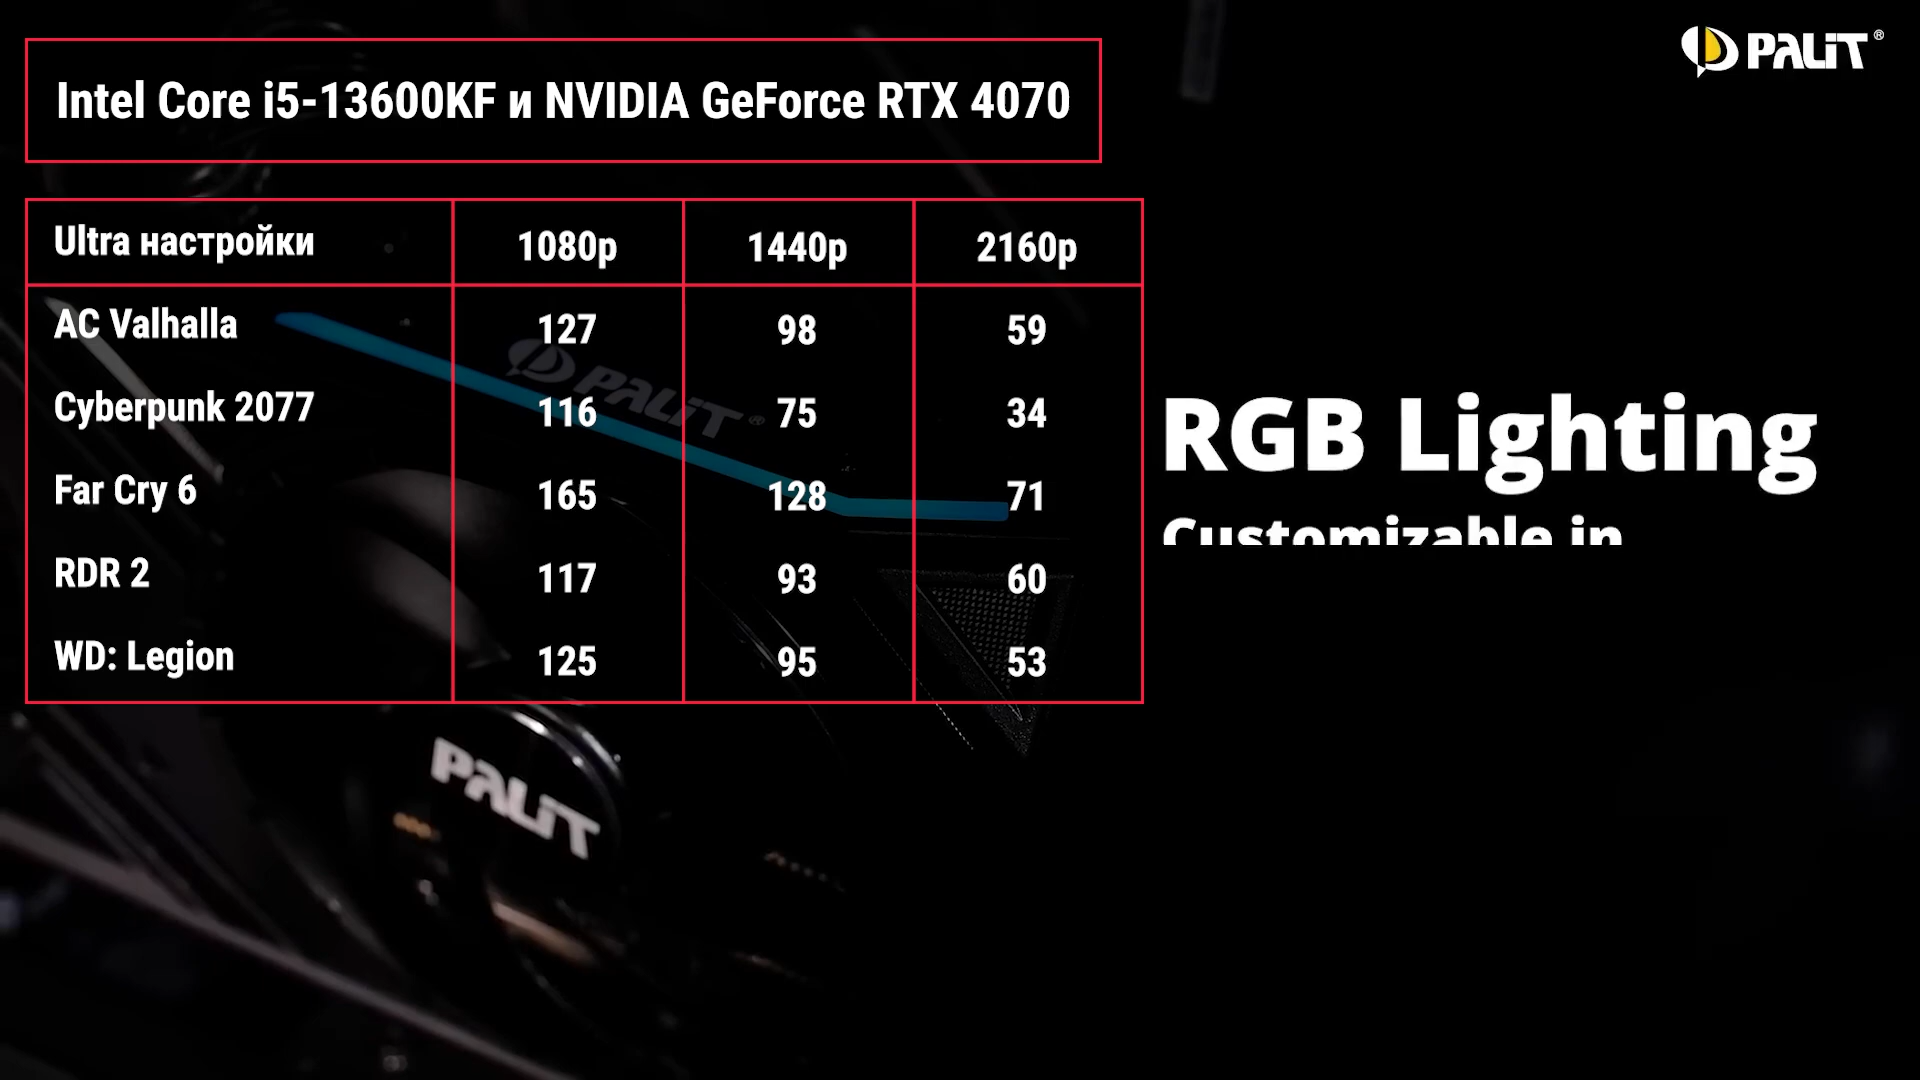 PALiT®
Intel Core i5-13600KF и NVIDIA GeForce RTX 4070
Ultra настройки 1080p 1440p 2160p
AC Valhalla 127 98 59
Cyberpunk 2077 116 75 34
Far Cry 6 165 128 71
RDR 2 117 93 60
WD: Legion 125 95 53
PALiT®
RGB Lighting
Customizable in
PALiT